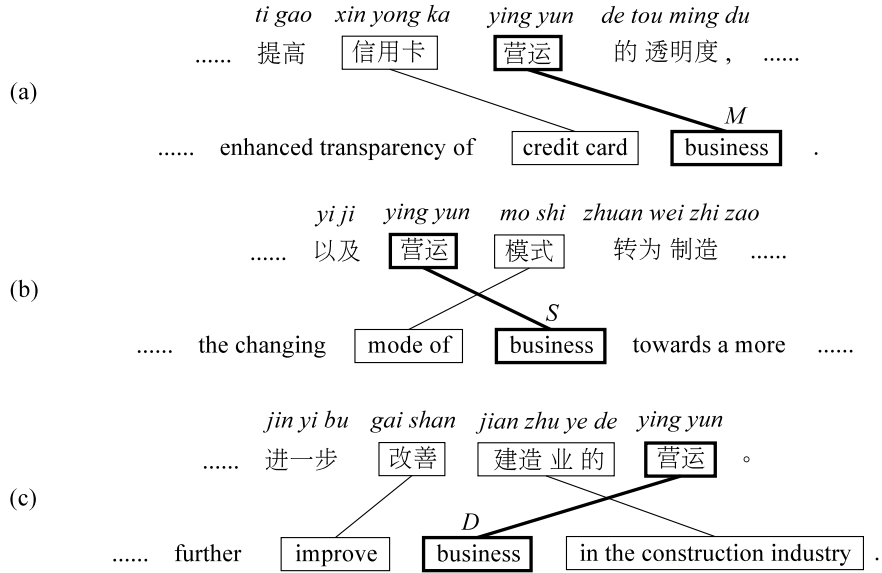 ti gao xin yong ka ying yun de tou ming du
...... 提高 信用卡 营运 的 透明度 , ......
(a)
M
...... enhanced transparency of credit card business .
yi ji ying yun mo shi zhuan wei zhi zao
...... 以及 营运 模式 转为 制造 ......
(b)
S
...... the changing mode of business towards a more ......
jin yi bu gai shan jian zhu ye de ying yun
...... 进一步 改善 建造 业 的 营运 。
(c)
D
...... further improve business in the construction industry .